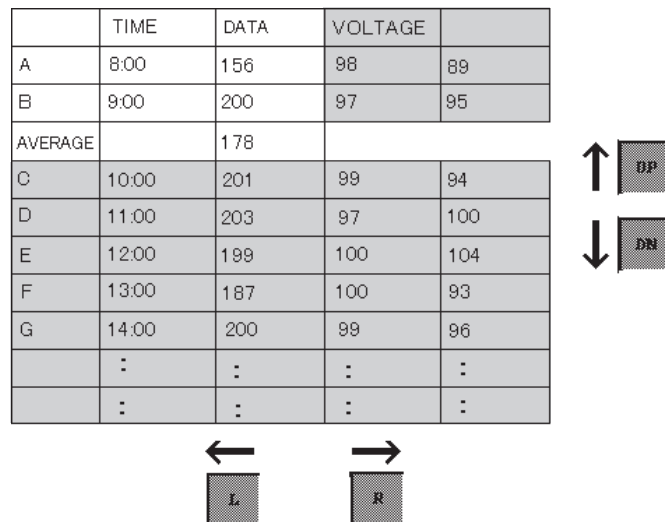 TIME DATA VOLTAGE
A 8:00 156 98 89
B 9:00 200 97 95
AVERAGE 178
C 10:00 201 99 94
D 11:00 203 97 100
E 12:00 199 100 104
F 13:00 187 100 93
G 14:00 200 99 96
: : : :
: : : :
DP
DN
L R